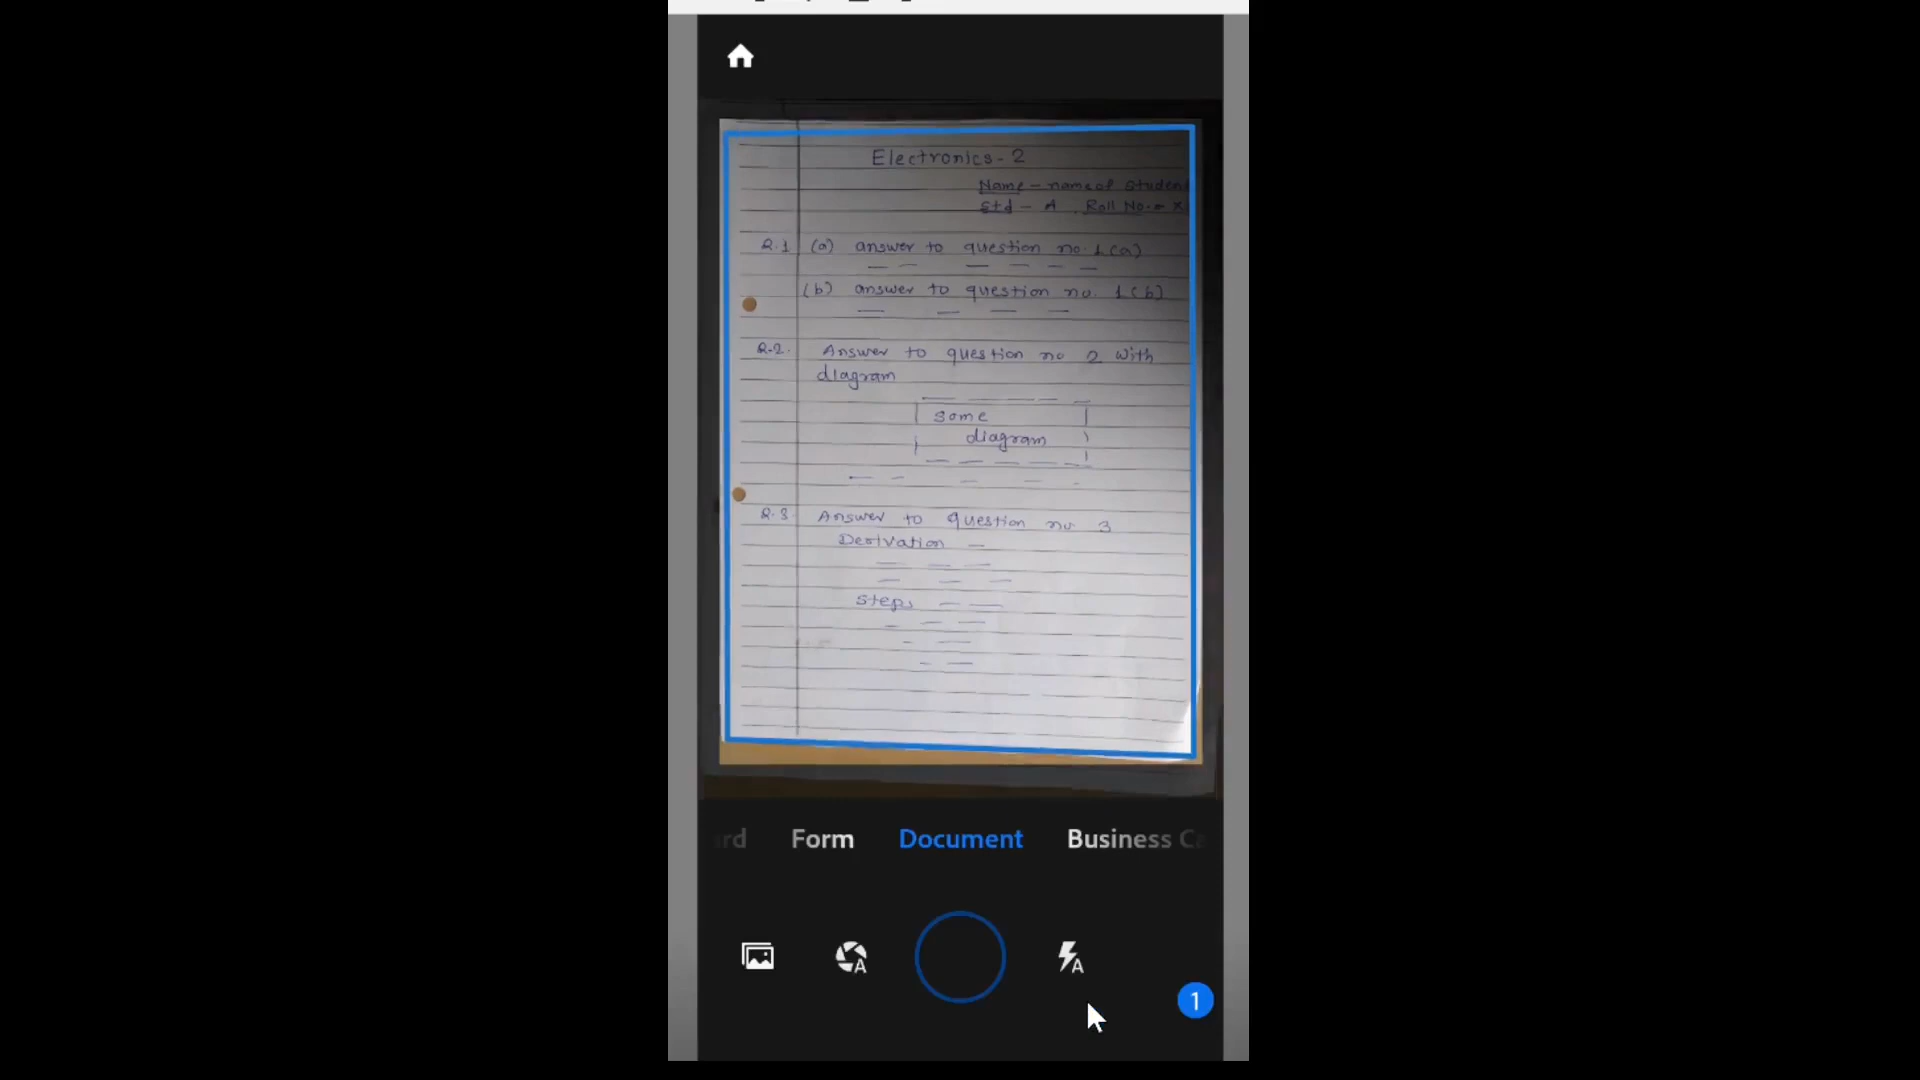 Electronics-2
Name - name of Student
Std - A Roll No.
Q.1 (a) answer to question no. 1(a)
(b) answer to question no. 1(b)
Q.2. Answer to question no 2 with
diagram
some
diagram
Q.3. Answer to question no. 3
Derivation
steps
Form Document Business
A A
1